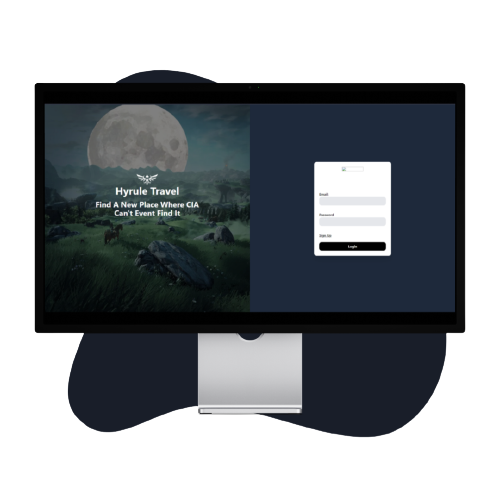 Hyrule Travel
Find A New Place Where CIA
Can't Event Find It
Email
Password
Sign Up
Login